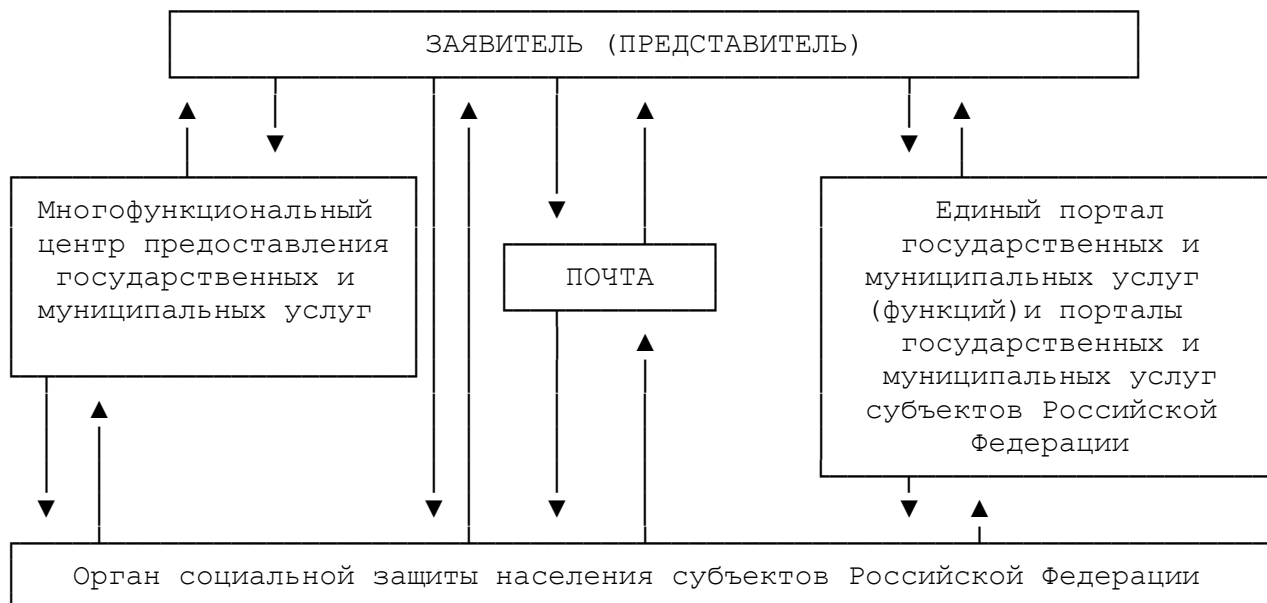 ЗАЯВИТЕЛЬ (ПРЕДСТАВИТЕЛЬ)
Многофункциональный
центр предоставления
государственных и
муниципальных услуг
ПОЧТА
Единый портал
государственных и
муниципальных услуг
(функций)и порталы
государственных и
муниципальных услуг
субъектов Российской
Федерации
Орган социальной защиты населения субъектов Российской Федерации